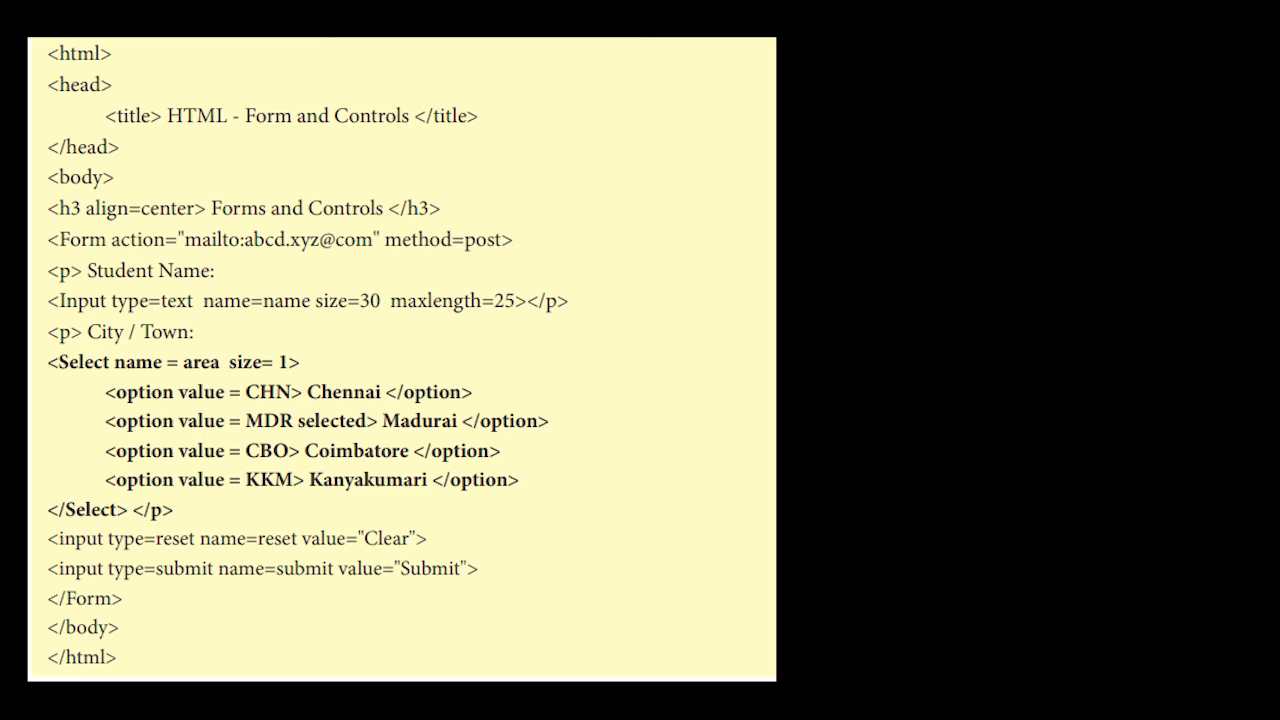 <html>
<head>
<title> HTML - Form and Controls </title>
</head>
<body>
<h3 align=center> Forms and Controls </h3>
<Form action="mailto:abcd.xyz@com" method=post>
<p> Student Name:
<Input type=text  name=name size=30  maxlength=25></p>
<p> City / Town:
<Select name = area  size= 1>
<option value = CHN> Chennai </option>
<option value = MDR selected> Madurai </option>
<option value = CBO> Coimbatore </option>
<option value = KKM> Kanyakumari </option>
</Select> </p>
<input type=reset name=reset value="Clear">
<input type=submit name=submit value="Submit">
</Form>
</body>
</html>